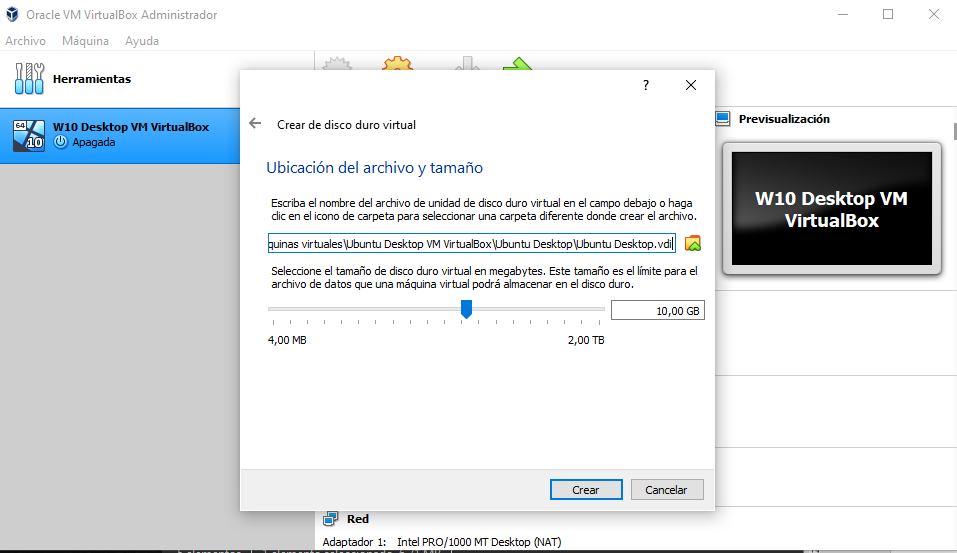 Oracle VM VirtualBox Administrador
Archivo Máquina Ayuda
Herramientas
64
10
W10 Desktop VM VirtualBox
Apagada
?
Crear de disco duro virtual
Ubicación del archivo y tamaño
Escriba el nombre del archivo de unidad de disco duro virtual en el campo debajo o haga
clic en el icono de carpeta para seleccionar una carpeta diferente donde crear el archivo.
quinas virtuales\Ubuntu Desktop VM VirtualBox\Ubuntu Desktop\Ubuntu Desktop.vdi
Seleccione el tamaño de disco duro virtual en megabytes. Este tamaño es el límite para el
archivo de datos que una máquina virtual podrá almacenar en el disco duro.
10,00 GB
4,00 MB 2,00 TB
Crear Cancelar
Previsualización
W10 Desktop VM
VirtualBox
Red
Adaptador 1: Intel PRO/1000 MT Desktop (NAT)